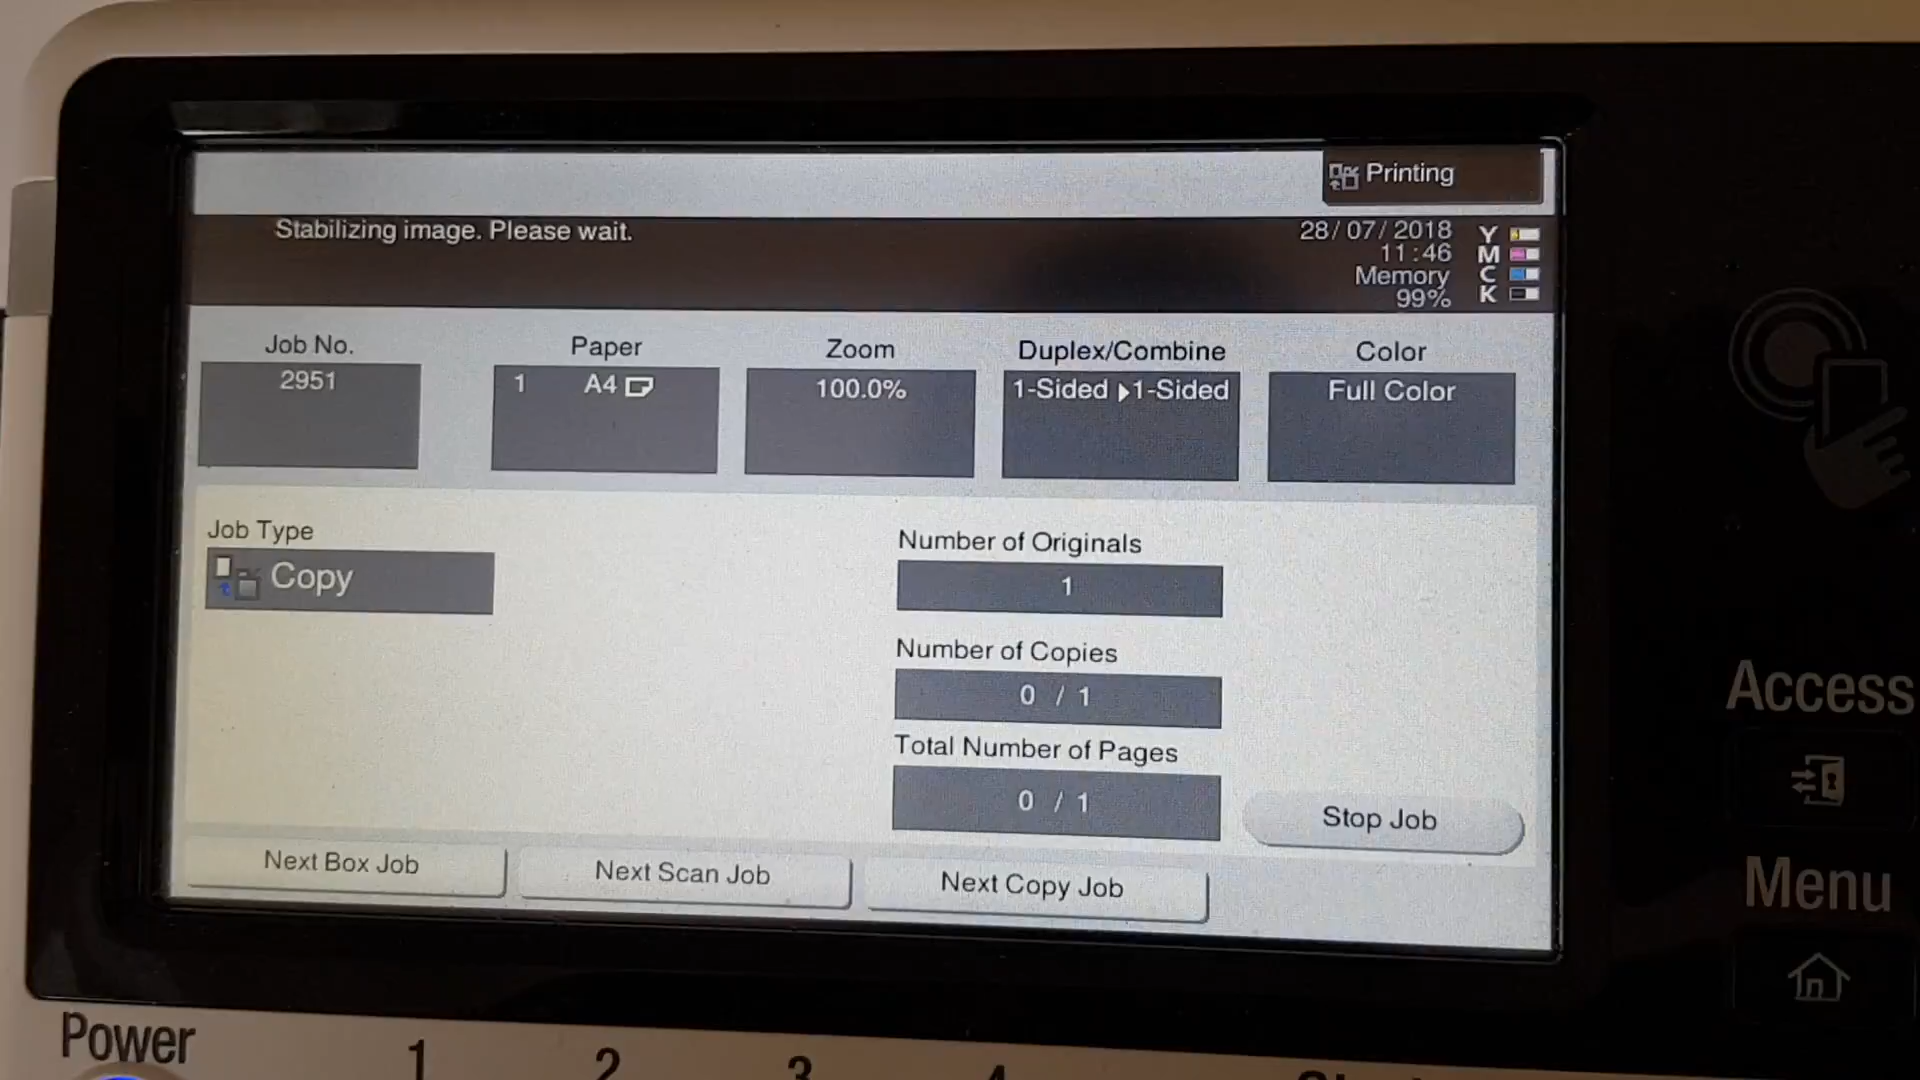 Printing
Stabilizing image. Please wait.
28/07/2018
11:46
Memory
99%
Y
M
C
K
Job No.
2951
Paper
1 A4
Zoom
100.0%
Duplex/Combine
1-Sided ▶1-Sided
Color
Full Color
Job Type
Copy
Number of Originals
1
Number of Copies
0 / 1
Total Number of Pages
0 / 1
Stop Job
Next Box Job
Next Scan Job
Next Copy Job
Access
Menu
Power
1 2 3 4